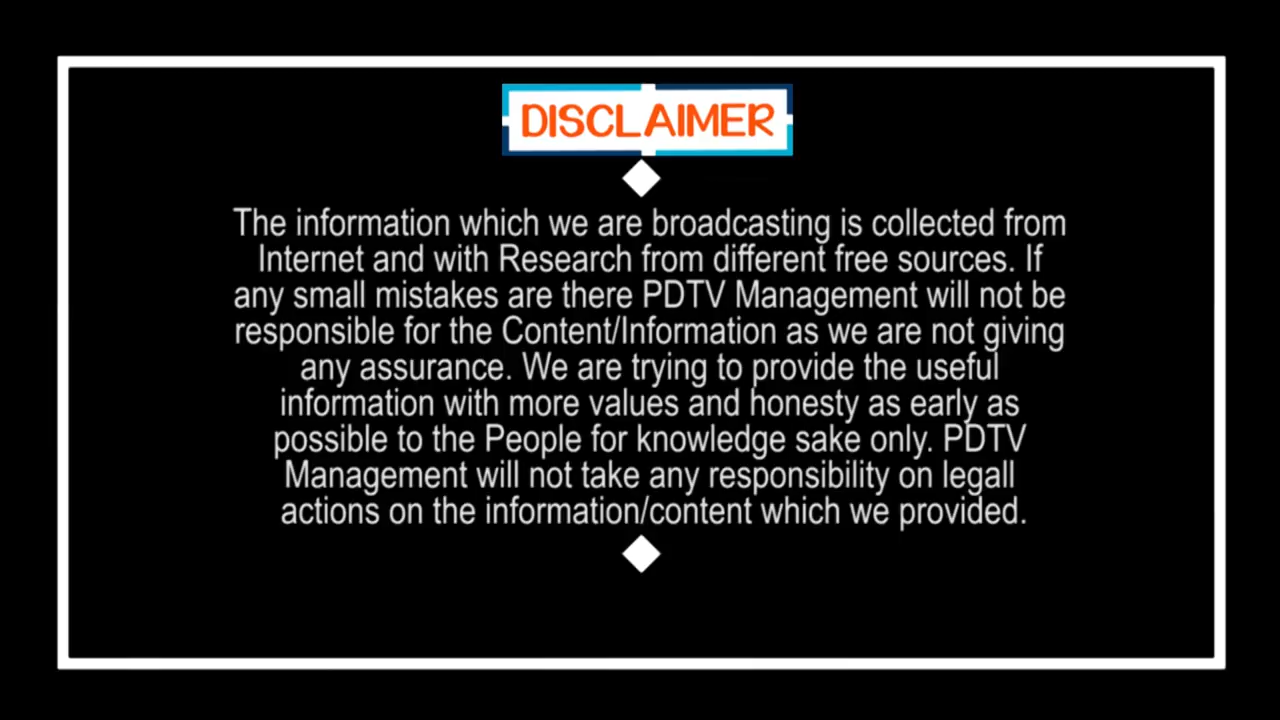 DISCLAIMER
The information which we are broadcasting is collected from
Internet and with Research from different free sources. If
any small mistakes are there PDTV Management will not be
responsible for the Content/Information as we are not giving
any assurance. We are trying to provide the useful
information with more values and honesty as early as
possible to the People for knowledge sake only. PDTV
Management will not take any responsibility on legall
actions on the information/content which we provided.